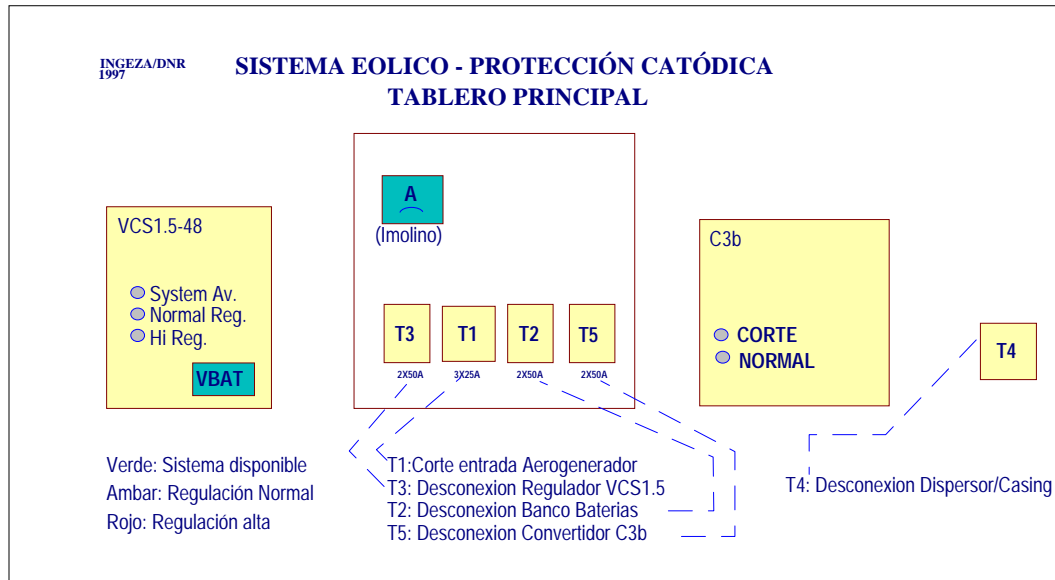 INGEZA/DNR
1997
SISTEMA EOLICO - PROTECCIÓN CATÓDICA
TABLERO PRINCIPAL
VCS1.5-48
System Av.
Normal Reg.
Hi Reg.
VBAT
A
(Imolino)
T3 T1 T2 T5
2X50A 3X25A 2X50A 2X50A
C3b
CORTE
NORMAL
T4
Verde: Sistema disponible
Ambar: Regulación Normal
Rojo: Regulación alta
T1:Corte entrada Aerogenerador
T3: Desconexion Regulador VCS1.5
T2: Desconexion Banco Baterias
T5: Desconexion Convertidor C3b
T4: Desconexion Dispersor/Casing